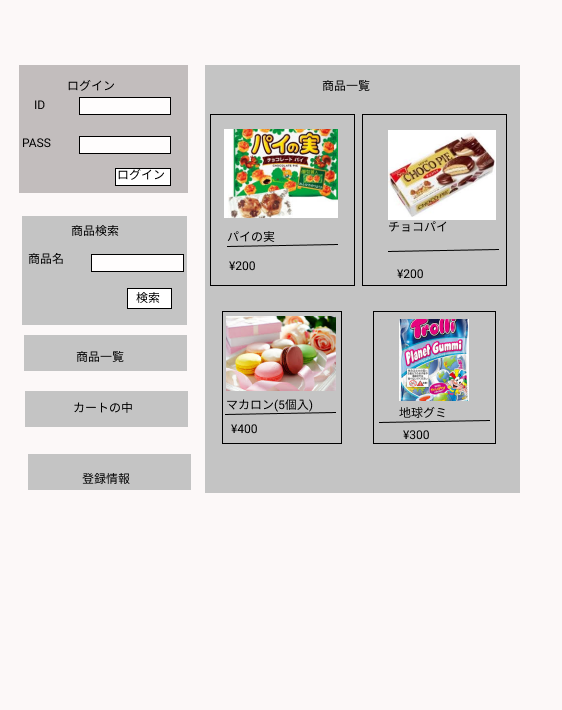 ログイン
ID
PASS
ログイン
商品検索
商品名
検索
商品一覧
カートの中
登録情報
商品一覧
パイの実
チョコレート パイ
CHOCOLATE PIE
パイの実
¥200
CHOCO PIE
チョコパイ
¥200
マカロン(5個入)
¥400
Trolli
Planet Gummi
地球グミ
¥300